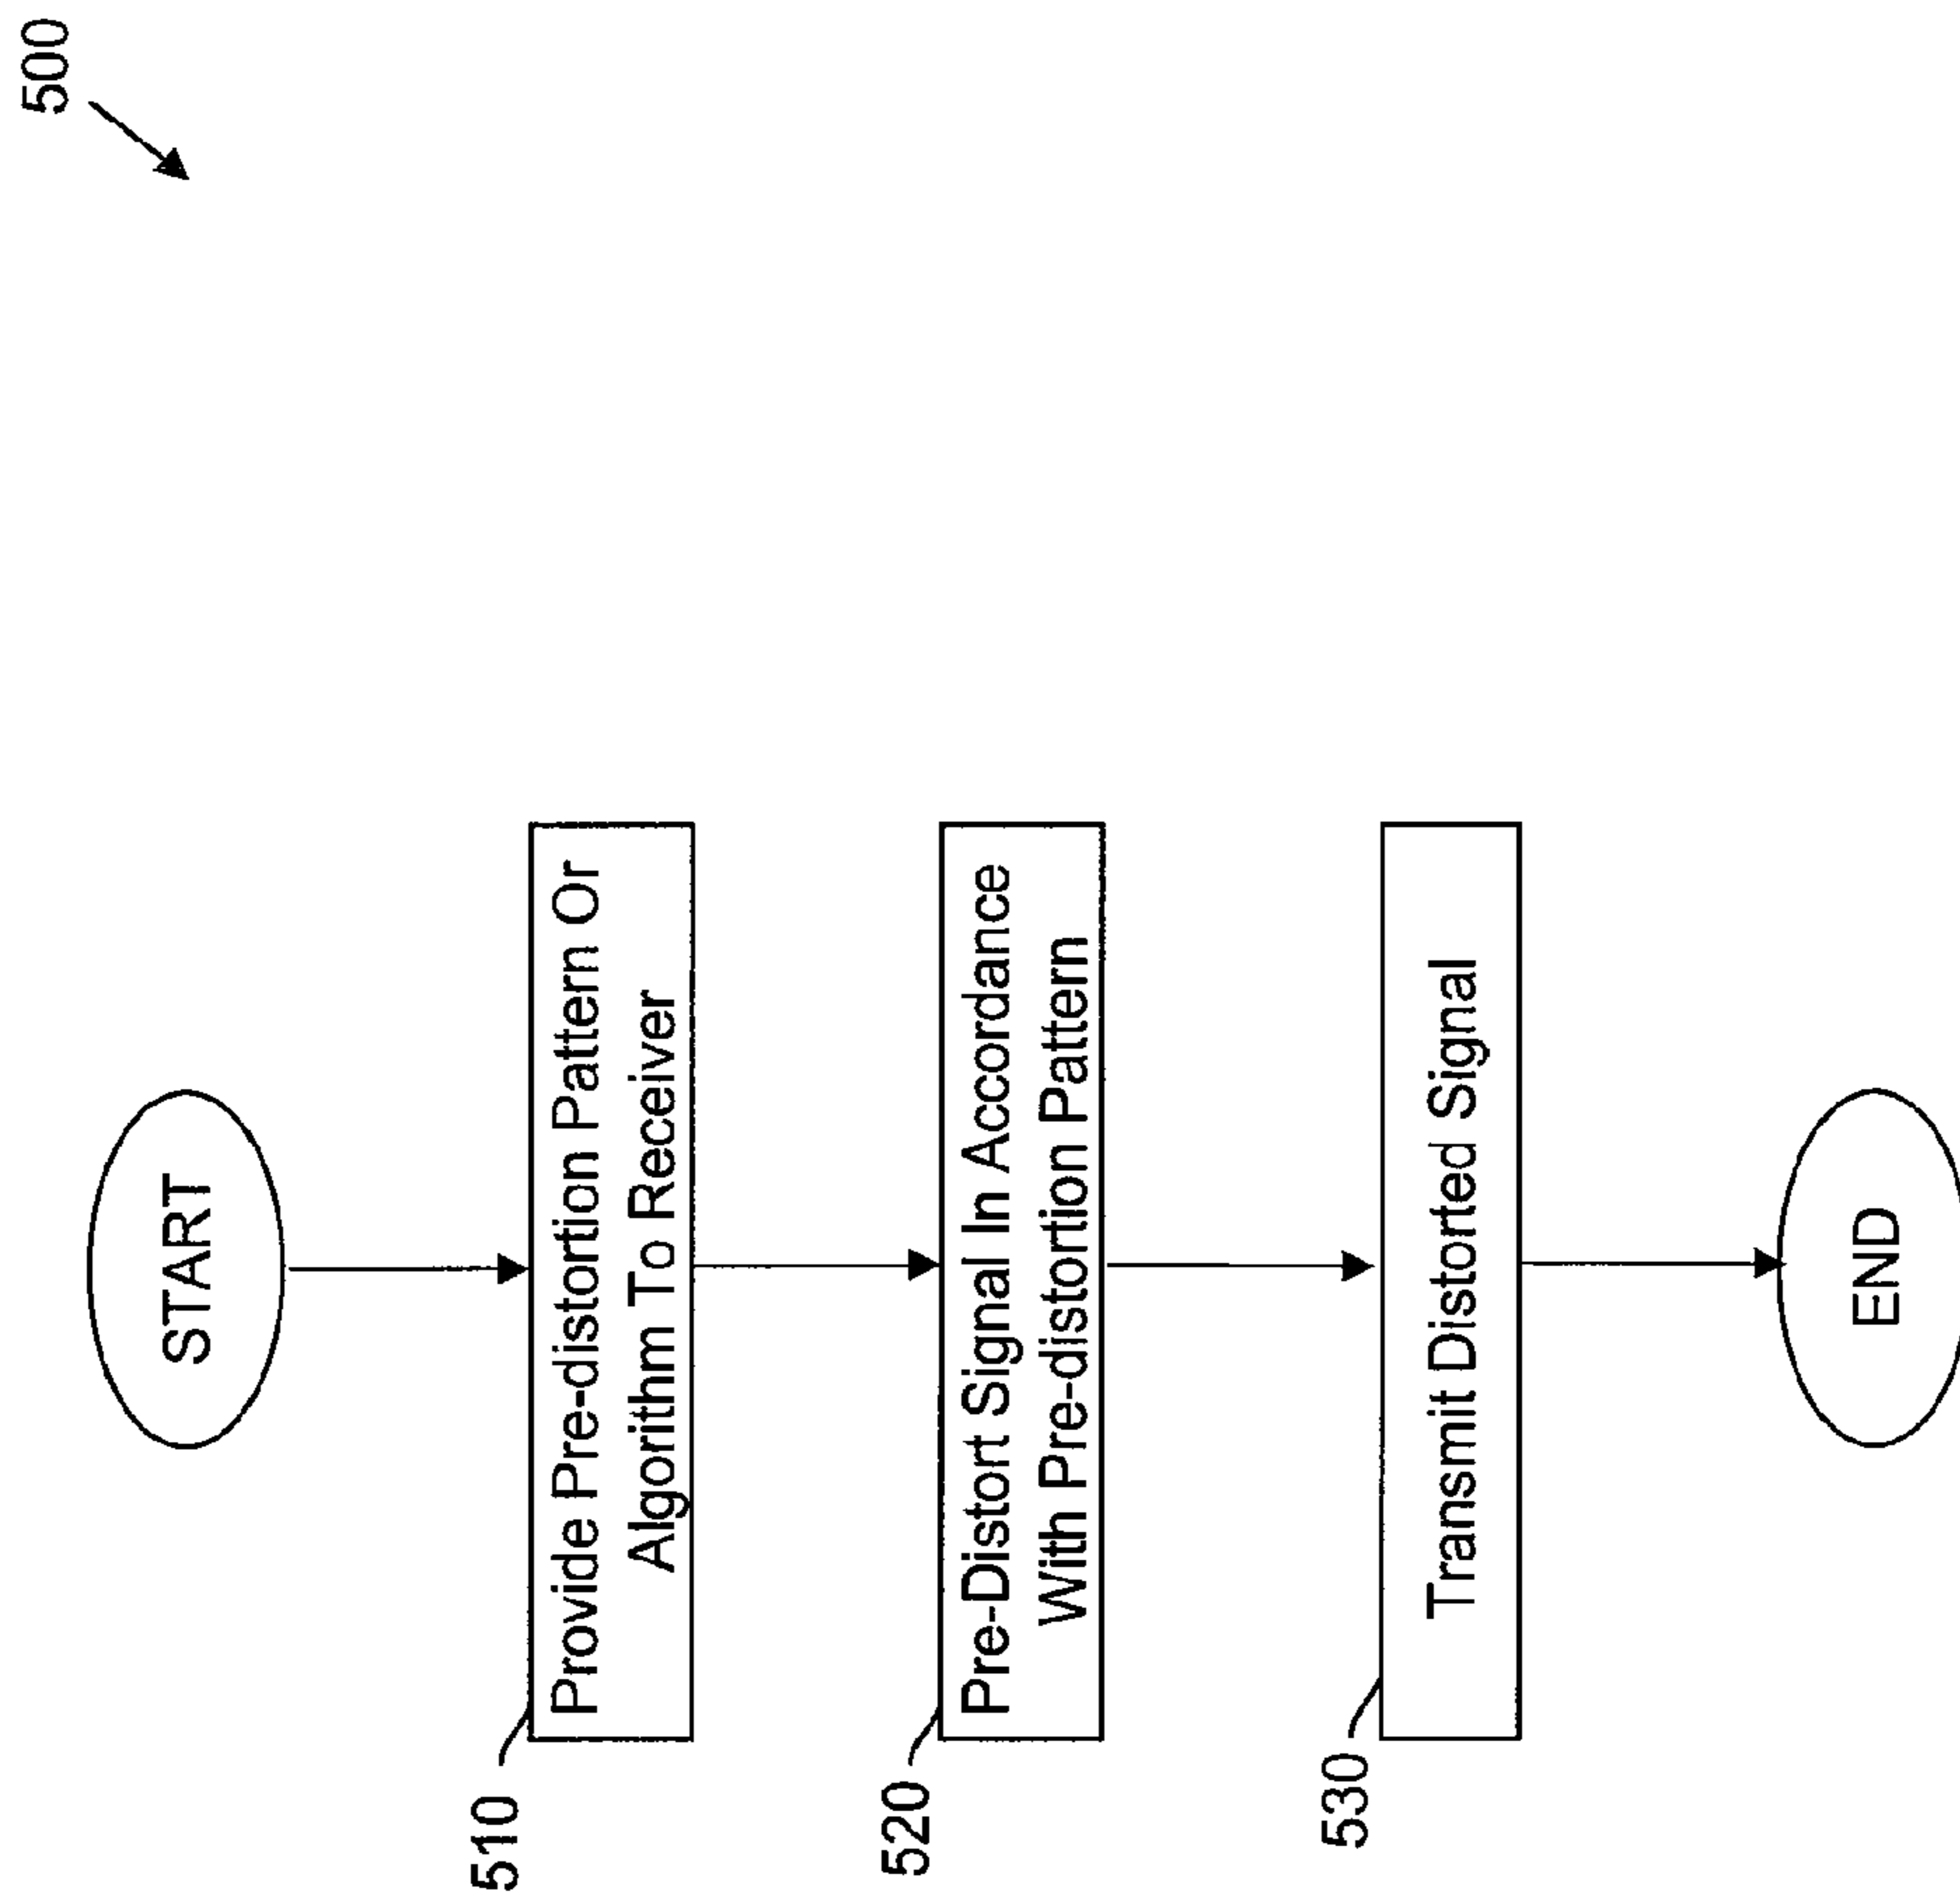 500
START
510
Provide Pre-distortion Pattern Or
Algorithm To Receiver
520
Pre-Distort Signal In Accordance
With Pre-distortion Pattern
530
Transmit Distorted Signal
END